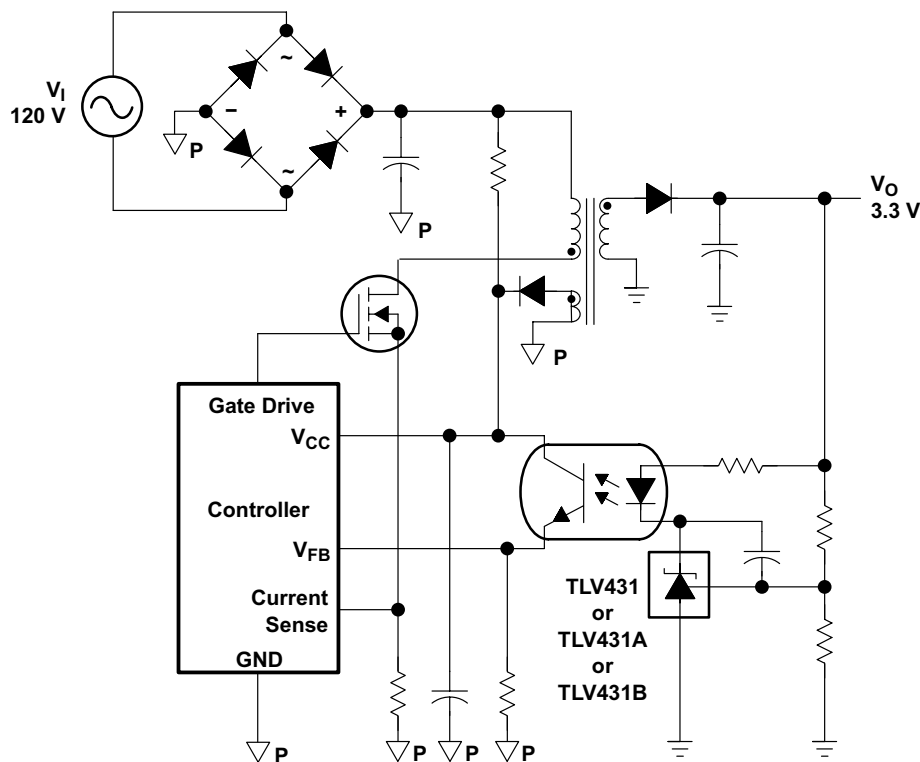 ~
V_I
120 V
−
+
P
~
P
P
V_O
3.3 V
P
Gate Drive
V_CC
Controller
V_FB
Current
Sense
GND
TLV431
or
TLV431A
or
TLV431B
P
P
P
P